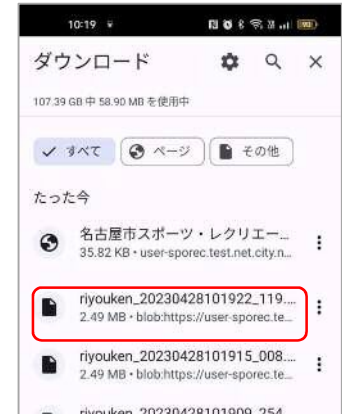 10:19
ダウンロード
107.39 GB 中 58.90 MB を使用中
すべて
ページ
その他
たった今
名古屋市スポーツ・レクリエー...
35.82 KB • user-sporec.test.net.city.n...
riyouken_20230428101922_119....
2.49 MB • blob:https://user-sporec.te...
riyouken_20230428101915_008....
2.49 MB • blob:https://user-sporec.te...
riyouken_20230428101909_254